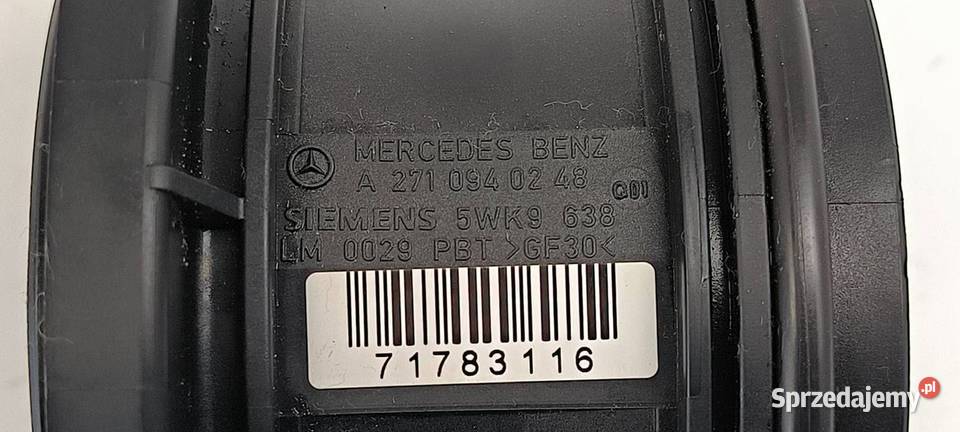 MERCEDES BENZ
A 271 094 02 48
Q01
SIEMENS 5WK9 638
LM 0029 PBT >GF30<
71783116
Sprzedajemy.pl